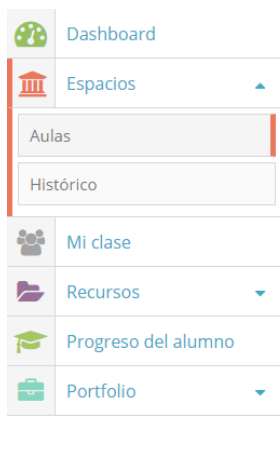 Dashboard
Espacios
Aulas
Histórico
Mi clase
Recursos
Progreso del alumno
Portfolio